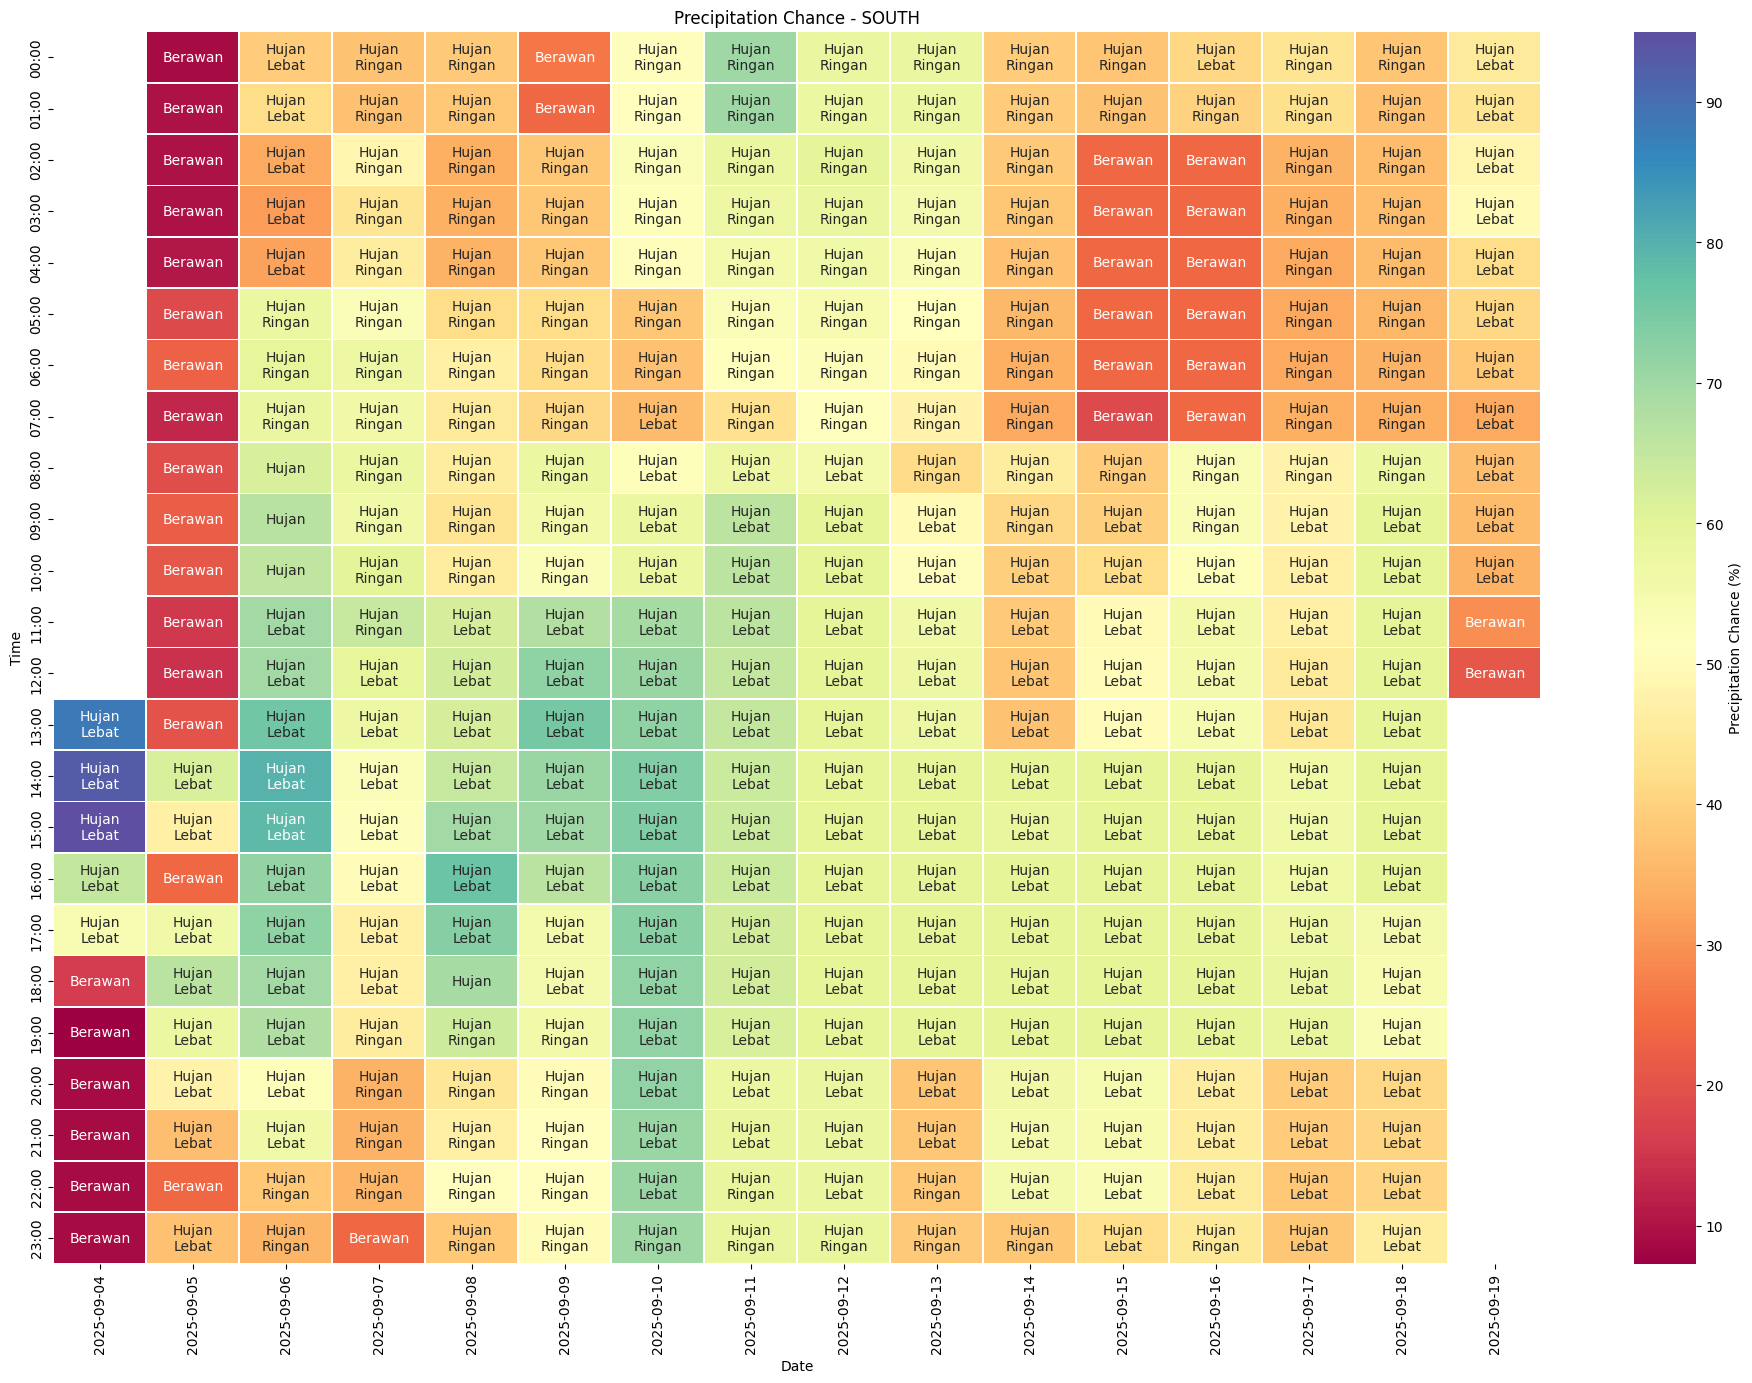 Precipitation Chance - SOUTH
00:00 Berawan Hujan Lebat Hujan Ringan Hujan Ringan Berawan Hujan Ringan Hujan Ringan Hujan Ringan Hujan Ringan Hujan Ringan Hujan Ringan Hujan Lebat Hujan Ringan Hujan Ringan Hujan Lebat
01:00 Berawan Hujan Lebat Hujan Ringan Hujan Ringan Berawan Hujan Ringan Hujan Ringan Hujan Ringan Hujan Ringan Hujan Ringan Hujan Ringan Hujan Ringan Hujan Ringan Hujan Ringan Hujan Lebat
02:00 Berawan Hujan Lebat Hujan Ringan Hujan Ringan Hujan Ringan Hujan Ringan Hujan Ringan Hujan Ringan Hujan Ringan Hujan Ringan Berawan Berawan Hujan Ringan Hujan Ringan Hujan Lebat
03:00 Berawan Hujan Lebat Hujan Ringan Hujan Ringan Hujan Ringan Hujan Ringan Hujan Ringan Hujan Ringan Hujan Ringan Hujan Ringan Berawan Berawan Hujan Ringan Hujan Ringan Hujan Lebat
04:00 Berawan Hujan Lebat Hujan Ringan Hujan Ringan Hujan Ringan Hujan Ringan Hujan Ringan Hujan Ringan Hujan Ringan Hujan Ringan Berawan Berawan Hujan Ringan Hujan Ringan Hujan Lebat
05:00 Berawan Hujan Ringan Hujan Ringan Hujan Ringan Hujan Ringan Hujan Ringan Hujan Ringan Hujan Ringan Hujan Ringan Hujan Ringan Berawan Berawan Hujan Ringan Hujan Ringan Hujan Lebat
06:00 Berawan Hujan Ringan Hujan Ringan Hujan Ringan Hujan Ringan Hujan Ringan Hujan Ringan Hujan Ringan Hujan Ringan Hujan Ringan Berawan Berawan Hujan Ringan Hujan Ringan Hujan Lebat
07:00 Berawan Hujan Ringan Hujan Ringan Hujan Ringan Hujan Ringan Hujan Lebat Hujan Ringan Hujan Ringan Hujan Ringan Hujan Ringan Berawan Berawan Hujan Ringan Hujan Ringan Hujan Lebat
08:00 Berawan Hujan Hujan Ringan Hujan Ringan Hujan Ringan Hujan Lebat Hujan Lebat Hujan Lebat Hujan Ringan Hujan Ringan Hujan Ringan Hujan Ringan Hujan Ringan Hujan Ringan Hujan Lebat
09:00 Berawan Hujan Hujan Ringan Hujan Ringan Hujan Ringan Hujan Lebat Hujan Lebat Hujan Lebat Hujan Lebat Hujan Ringan Hujan Lebat Hujan Ringan Hujan Lebat Hujan Lebat Hujan Lebat
10:00 Berawan Hujan Hujan Ringan Hujan Ringan Hujan Ringan Hujan Lebat Hujan Lebat Hujan Lebat Hujan Lebat Hujan Lebat Hujan Lebat Hujan Lebat Hujan Lebat Hujan Lebat Hujan Lebat
11:00 Berawan Hujan Lebat Hujan Ringan Hujan Lebat Hujan Lebat Hujan Lebat Hujan Lebat Hujan Lebat Hujan Lebat Hujan Lebat Hujan Lebat Hujan Lebat Hujan Lebat Hujan Lebat Berawan
12:00 Berawan Hujan Lebat Hujan Lebat Hujan Lebat Hujan Lebat Hujan Lebat Hujan Lebat Hujan Lebat Hujan Lebat Hujan Lebat Hujan Lebat Hujan Lebat Hujan Lebat Hujan Lebat Berawan
13:00 Hujan Lebat Berawan Hujan Lebat Hujan Lebat Hujan Lebat Hujan Lebat Hujan Lebat Hujan Lebat Hujan Lebat Hujan Lebat Hujan Lebat Hujan Lebat Hujan Lebat Hujan Lebat Hujan Lebat
14:00 Hujan Lebat Hujan Lebat Hujan Lebat Hujan Lebat Hujan Lebat Hujan Lebat Hujan Lebat Hujan Lebat Hujan Lebat Hujan Lebat Hujan Lebat Hujan Lebat Hujan Lebat Hujan Lebat Hujan Lebat
15:00 Hujan Lebat Hujan Lebat Hujan Lebat Hujan Lebat Hujan Lebat Hujan Lebat Hujan Lebat Hujan Lebat Hujan Lebat Hujan Lebat Hujan Lebat Hujan Lebat Hujan Lebat Hujan Lebat Hujan Lebat
16:00 Hujan Lebat Berawan Hujan Lebat Hujan Lebat Hujan Lebat Hujan Lebat Hujan Lebat Hujan Lebat Hujan Lebat Hujan Lebat Hujan Lebat Hujan Lebat Hujan Lebat Hujan Lebat Hujan Lebat
17:00 Hujan Lebat Hujan Lebat Hujan Lebat Hujan Lebat Hujan Lebat Hujan Lebat Hujan Lebat Hujan Lebat Hujan Lebat Hujan Lebat Hujan Lebat Hujan Lebat Hujan Lebat Hujan Lebat Hujan Lebat
18:00 Berawan Hujan Lebat Hujan Lebat Hujan Lebat Hujan Hujan Lebat Hujan Lebat Hujan Lebat Hujan Lebat Hujan Lebat Hujan Lebat Hujan Lebat Hujan Lebat Hujan Lebat Hujan Lebat
19:00 Berawan Hujan Lebat Hujan Lebat Hujan Ringan Hujan Ringan Hujan Ringan Hujan Lebat Hujan Lebat Hujan Lebat Hujan Lebat Hujan Lebat Hujan Lebat Hujan Lebat Hujan Lebat Hujan Lebat
20:00 Berawan Hujan Lebat Hujan Lebat Hujan Ringan Hujan Ringan Hujan Ringan Hujan Lebat Hujan Lebat Hujan Lebat Hujan Lebat Hujan Lebat Hujan Lebat Hujan Lebat Hujan Lebat Hujan Lebat
21:00 Berawan Hujan Lebat Hujan Lebat Hujan Ringan Hujan Ringan Hujan Ringan Hujan Lebat Hujan Lebat Hujan Lebat Hujan Lebat Hujan Lebat Hujan Lebat Hujan Lebat Hujan Lebat Hujan Lebat
22:00 Berawan Berawan Hujan Ringan Hujan Ringan Hujan Ringan Hujan Ringan Hujan Lebat Hujan Ringan Hujan Lebat Hujan Ringan Hujan Lebat Hujan Lebat Hujan Lebat Hujan Lebat Hujan Lebat
23:00 Berawan Hujan Lebat Hujan Ringan Berawan Hujan Ringan Hujan Ringan Hujan Ringan Hujan Ringan Hujan Ringan Hujan Ringan Hujan Ringan Hujan Lebat Hujan Ringan Hujan Lebat Hujan Lebat
Time
2025-09-04 2025-09-05 2025-09-06 2025-09-07 2025-09-08 2025-09-09 2025-09-10 2025-09-11 2025-09-12 2025-09-13 2025-09-14 2025-09-15 2025-09-16 2025-09-17 2025-09-18 2025-09-19
Date
90
80
70
60
50
40
30
20
10
Precipitation Chance (%)